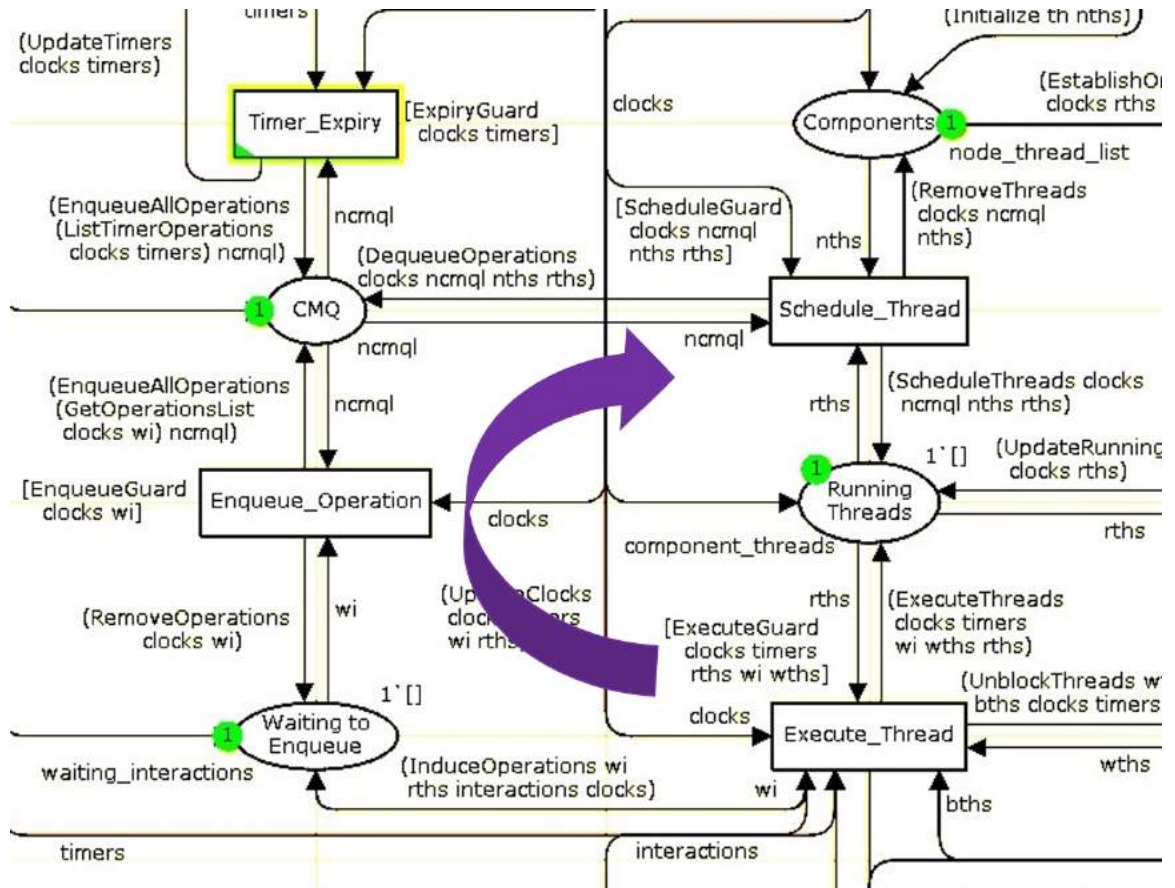 timers
(UpdateTimers
clocks timers)
Timer_Expiry
[ExpiryGuard
clocks timers]
clocks
(Initialize th nths)
Components
1
(EstablishOr
clocks rths
node_thread_list
(EnqueueAllOperations
(ListTimerOperations
clocks timers) ncmql)
ncmql
[ScheduleGuard
clocks ncmql
nths rths]
nths
(RemoveThreads
clocks ncmql
nths)
(DequeueOperations
clocks ncmql nths rths)
1
CMQ
ncmql
ncmql
Schedule_Thread
(EnqueueAllOperations
(GetOperationsList
clocks wi) ncmql)
ncmql
rths
(ScheduleThreads clocks
ncmql nths rths)
[EnqueueGuard
clocks wi]
Enqueue_Operation
clocks
1
1`[]
Running
Threads
(UpdateRunning
clocks rths)
rths
component_threads
(RemoveOperations
clocks wi)
wi
clocks
wi rths
rths
(ExecuteThreads
clocks timers
wi wths rths)
[ExecuteGuard
clocks timers
rths wi wths]
1`[]
1
Waiting to
Enqueue
waiting_interactions
clocks
Execute_Thread
(UnblockThreads w
bths clocks timers
wths
(InduceOperations wi
rths interactions clocks)
wi
bths
timers
interactions